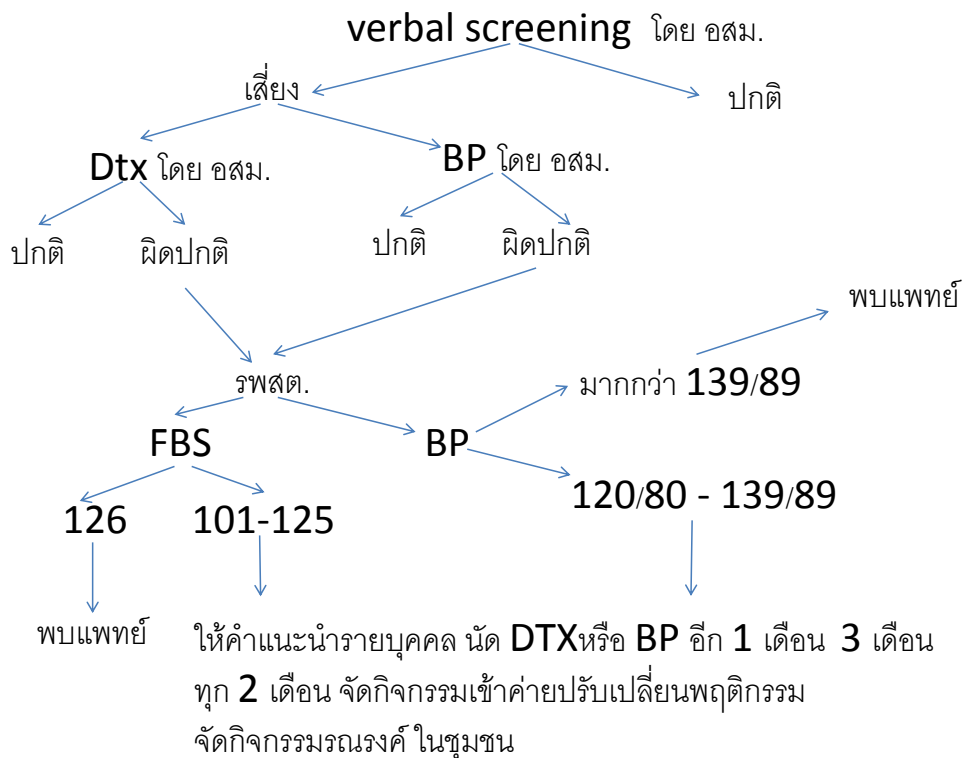 verbal screening โดย อสม.
เสี่ยง
ปกติ
Dtx โดย อสม.
BP โดย อสม.
ปกติ
ผิดปกติ
ปกติ
ผิดปกติ
พบแพทย์
รพสต.
มากกว่า 139/89
FBS
BP
120/80 - 139/89
126
101-125
พบแพทย์
ให้คำแนะนำรายบุคคล นัด DTXหรือ BP อีก 1 เดือน 3 เดือน
ทุก 2 เดือน จัดกิจกรรมเข้าค่ายปรับเปลี่ยนพฤติกรรม
จัดกิจกรรมรณรงค์ ในชุมชน